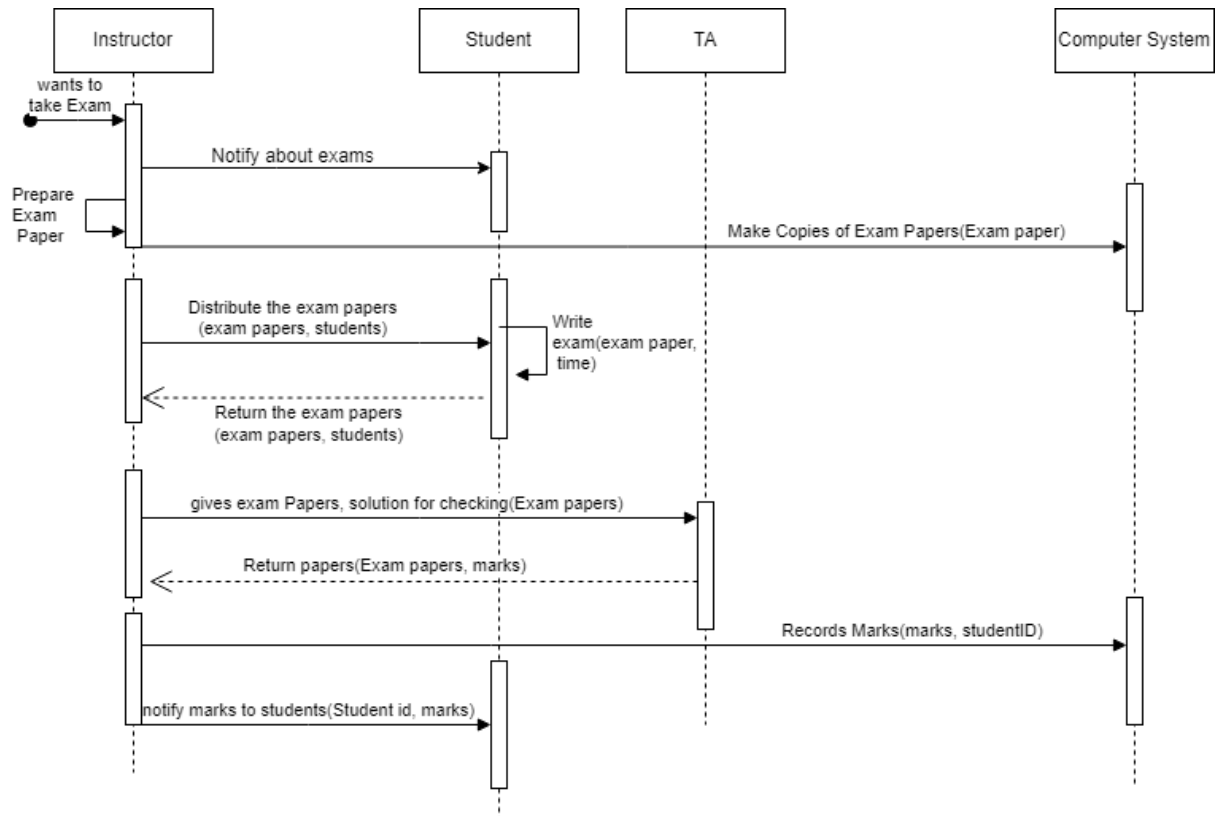 Instructor
Student
TA
Computer System
wants to
take Exam
Notify about exams
Prepare
Exam
Paper
Make Copies of Exam Papers(Exam paper)
Distribute the exam papers
(exam papers, students)
Write
exam(exam paper,
time)
Return the exam papers
(exam papers, students)
gives exam Papers, solution for checking(Exam papers)
Return papers(Exam papers, marks)
Records Marks(marks, studentID)
notify marks to students(Student id, marks)